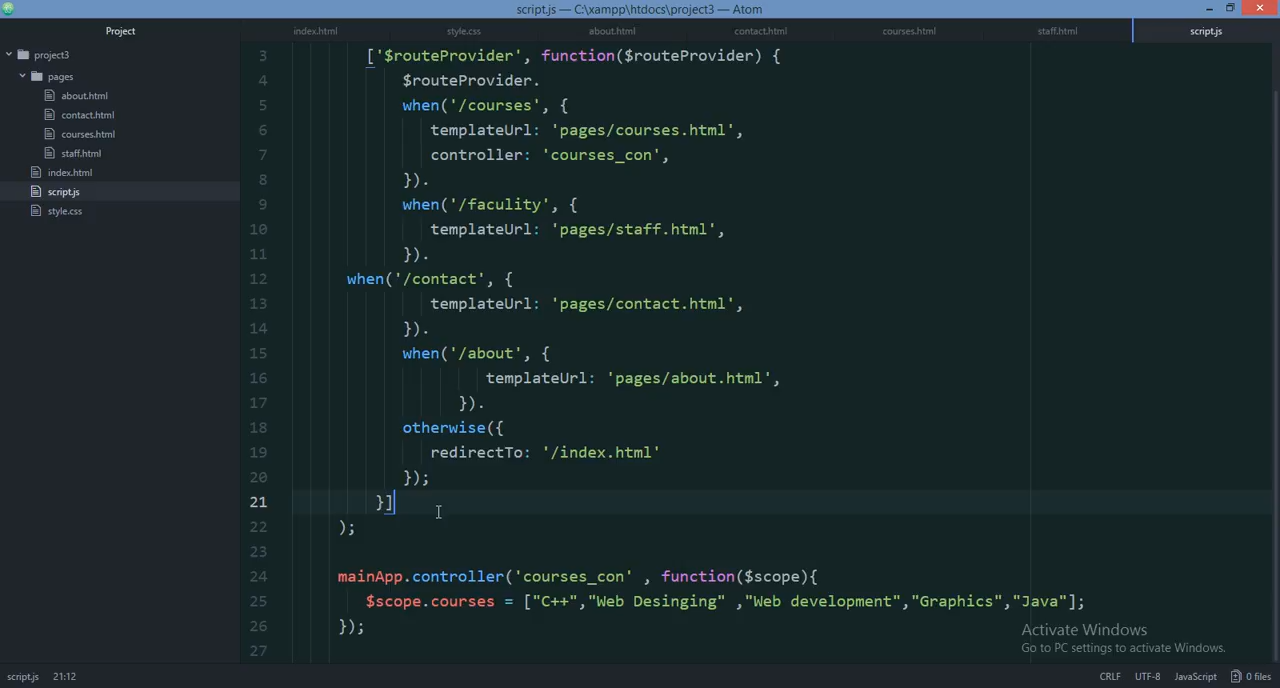 script.js — C:\xampp\htdocs\project3 — Atom
Project
index.html
style.css
about.html
contact.html
courses.html
staff.html
script.js
project3
pages
about.html
contact.html
courses.html
staff.html
index.html
script.js
style.css
3 ['$routeProvider', function($routeProvider) {
4 $routeProvider.
5 when('/courses', {
6 templateUrl: 'pages/courses.html',
7 controller: 'courses_con',
8 }).
9 when('/faculity', {
10 templateUrl: 'pages/staff.html',
11 }).
12 when('/contact', {
13 templateUrl: 'pages/contact.html',
14 }).
15 when('/about', {
16 templateUrl: 'pages/about.html',
17 }).
18 otherwise({
19 redirectTo: '/index.html'
20 });
21 }]
22 );
23
24 mainApp.controller('courses_con' , function($scope){
25 $scope.courses = ["C++","Web Desinging" ,"Web development","Graphics","Java"];
26 });
27
Activate Windows
Go to PC settings to activate Windows.
script.js 21:12
CRLF UTF-8 JavaScript 0 files